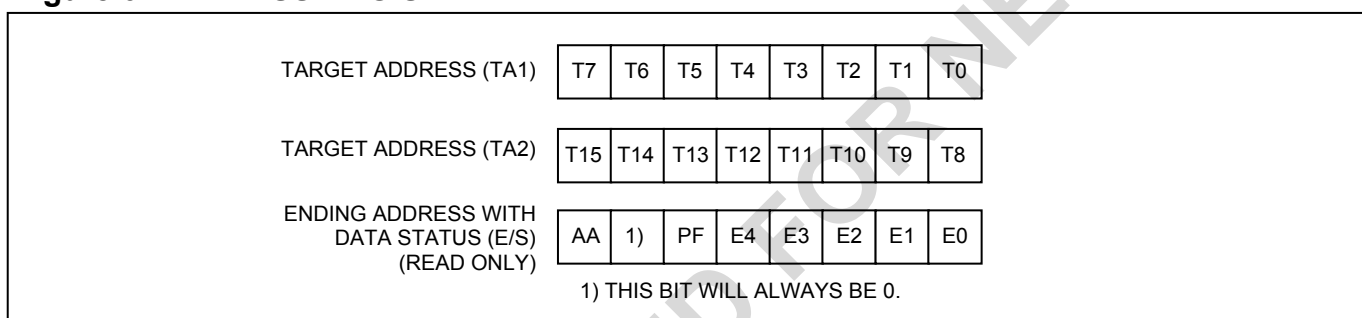 TARGET ADDRESS (TA1) T7 T6 T5 T4 T3 T2 T1 T0
TARGET ADDRESS (TA2) T15 T14 T13 T12 T11 T10 T9 T8
ENDING ADDRESS WITH
DATA STATUS (E/S)
(READ ONLY)
AA 1) PF E4 E3 E2 E1 E0
1) THIS BIT WILL ALWAYS BE 0.
D FOR NE